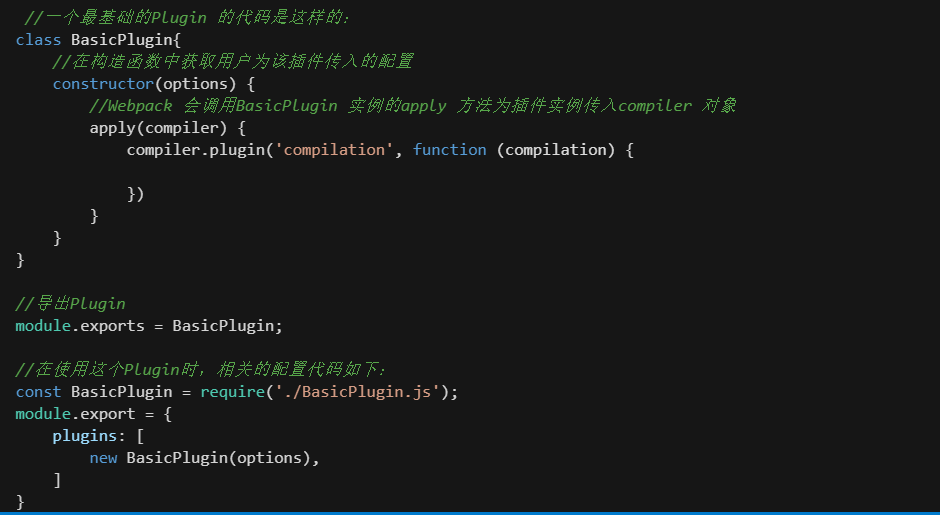 //一个最基础的Plugin 的代码是这样的:
class BasicPlugin{
//在构造函数中获取用户为该插件传入的配置
constructor(options) {
//Webpack 会调用BasicPlugin 实例的apply 方法为插件实例传入compiler 对象
apply(compiler) {
compiler.plugin('compilation', function (compilation) {
})
}
}
}
//导出Plugin
module.exports = BasicPlugin;
//在使用这个Plugin时，相关的配置代码如下:
const BasicPlugin = require('./BasicPlugin.js');
module.export = {
plugins: [
new BasicPlugin(options),
]
}